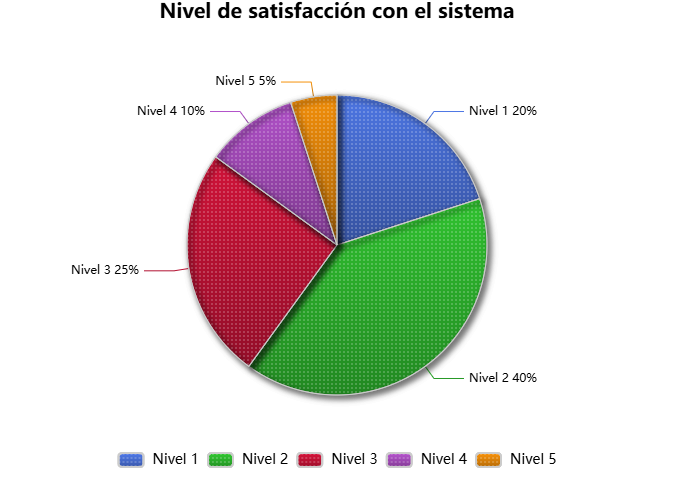 Nivel de satisfacción con el sistema
Nivel 5 5%
Nivel 4 10%
Nivel 1 20%
Nivel 3 25%
Nivel 2 40%
Nivel 1 Nivel 2 Nivel 3 Nivel 4 Nivel 5